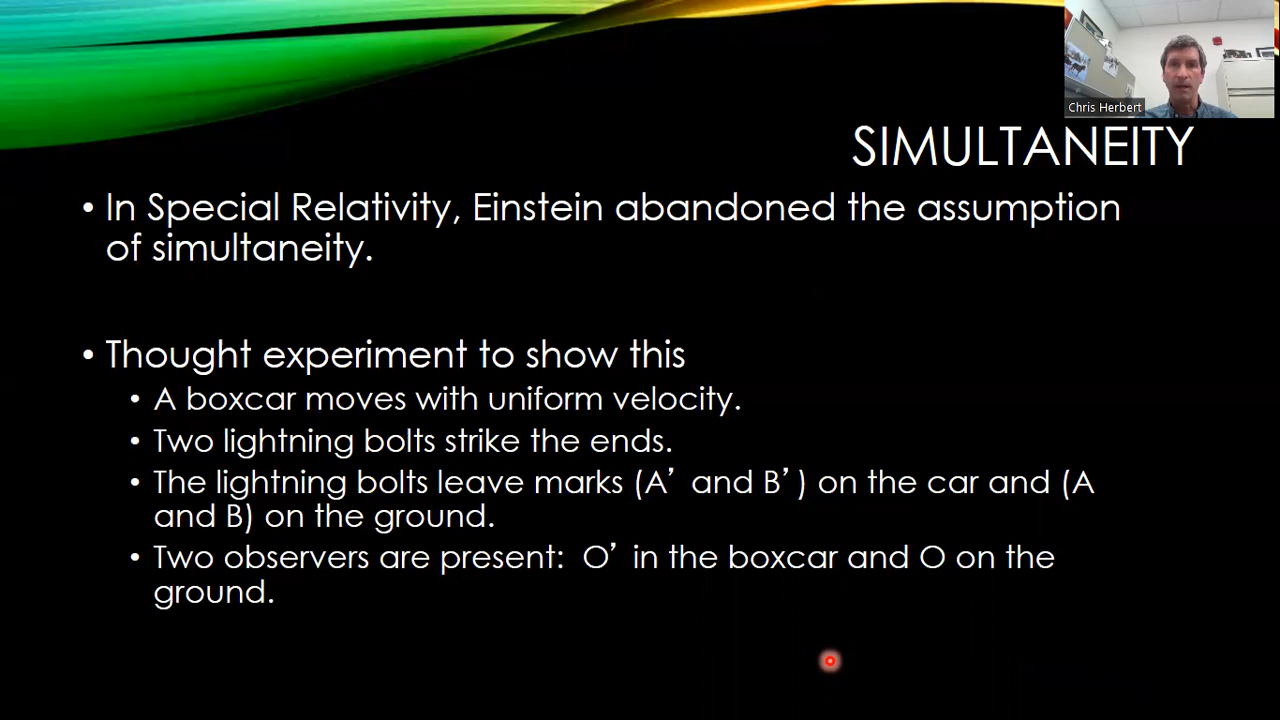 Chris Herbert
SIMULTANEITY
• In Special Relativity, Einstein abandoned the assumption
of simultaneity.
• Thought experiment to show this
• A boxcar moves with uniform velocity.
• Two lightning bolts strike the ends.
• The lightning bolts leave marks (A’ and B’) on the car and (A
and B) on the ground.
• Two observers are present:  O’ in the boxcar and O on the
ground.